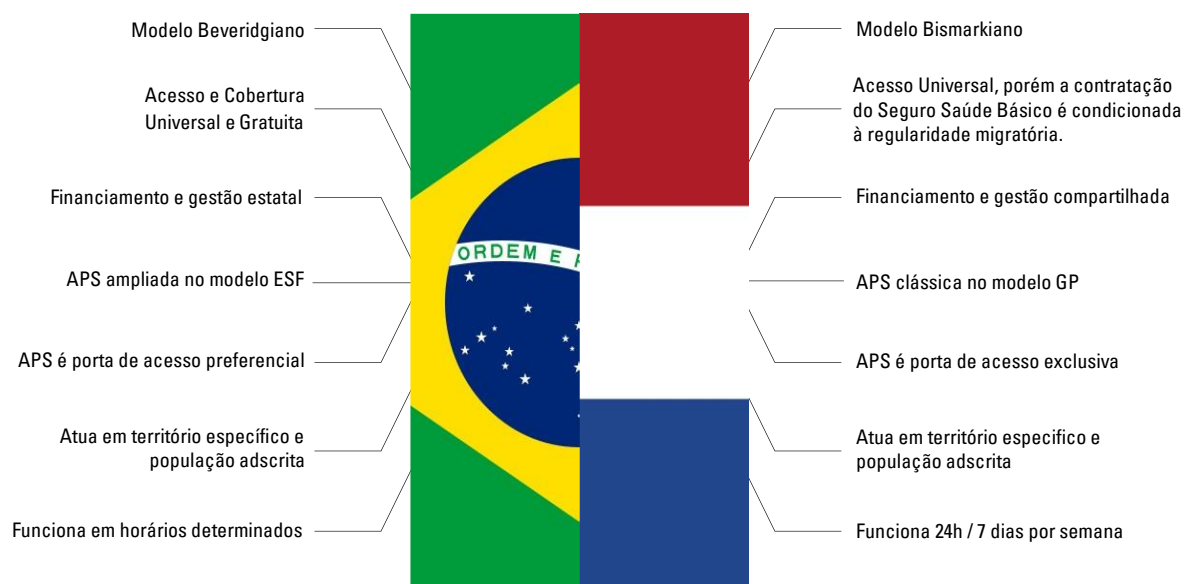 Modelo Beveridgiano
Acesso e Cobertura
Universal e Gratuita
Financiamento e gestão estatal
APS ampliada no modelo ESF
APS é porta de acesso preferencial
Atua em território específico e
população adscrita
Funciona em horários determinados
ORDEM E
Modelo Bismarkiano
Acesso Universal, porém a contratação
do Seguro Saúde Básico é condicionada
à regularidade migratória.
Financiamento e gestão compartilhada
APS clássica no modelo GP
APS é porta de acesso exclusiva
Atua em território especifico e
população adscrita
Funciona 24h / 7 dias por semana